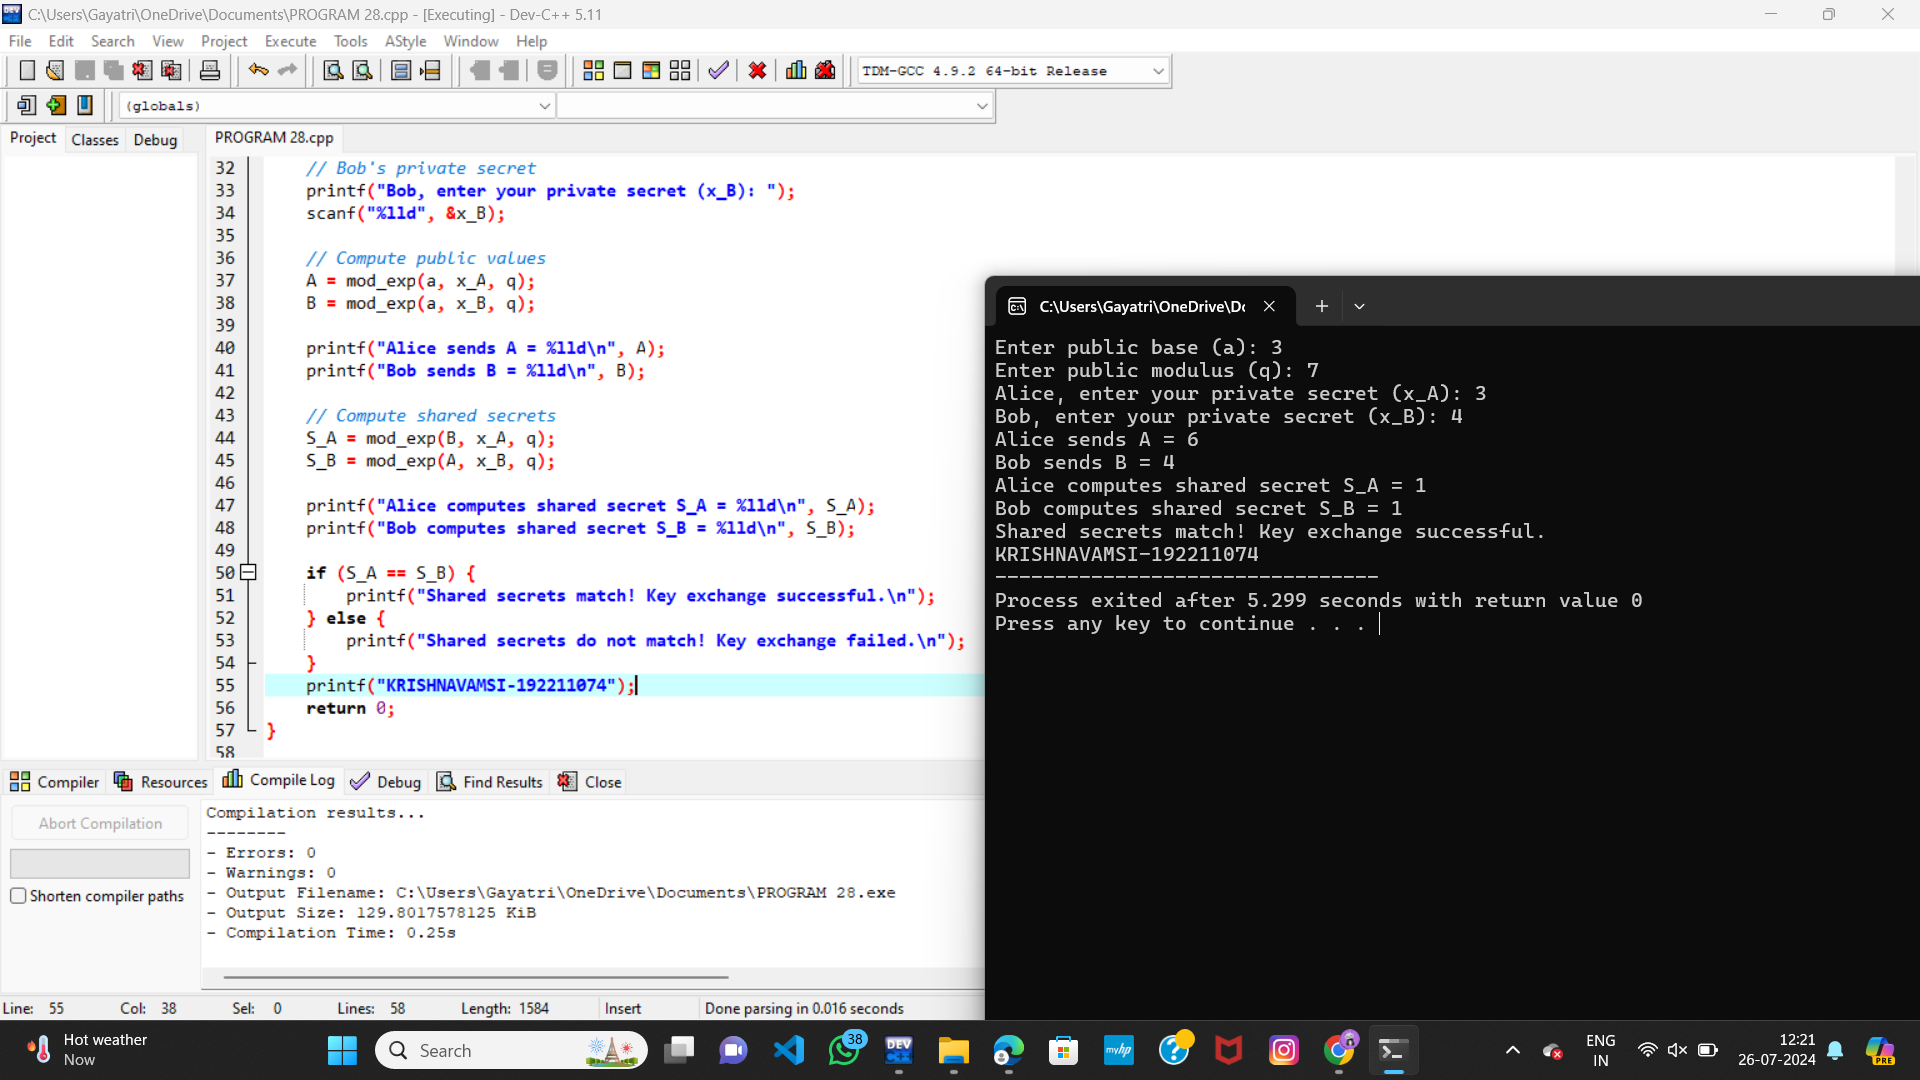 C:\Users\Gayatri\OneDrive\Documents\PROGRAM 28.cpp - [Executing] - Dev-C++ 5.11
File Edit Search View Project Execute Tools AStyle Window Help
TDM-GCC 4.9.2 64-bit Release
(globals)
Project Classes Debug PROGRAM 28.cpp
32 // Bob's private secret
33 printf("Bob, enter your private secret (x_B): ");
34 scanf("%lld", &x_B);
35
36 // Compute public values
37 A = mod_exp(a, x_A, q);
38 B = mod_exp(a, x_B, q);
39
40 printf("Alice sends A = %lld\n", A);
41 printf("Bob sends B = %lld\n", B);
42
43 // Compute shared secrets
44 S_A = mod_exp(B, x_A, q);
45 S_B = mod_exp(A, x_B, q);
46
47 printf("Alice computes shared secret S_A = %lld\n", S_A);
48 printf("Bob computes shared secret S_B = %lld\n", S_B);
49
50 if (S_A == S_B) {
51 printf("Shared secrets match! Key exchange successful.\n");
52 } else {
53 printf("Shared secrets do not match! Key exchange failed.\n");
54 }
55 printf("KRISHNAVAMSI-192211074");
56 return 0;
57 }
58
C:\Users\Gayatri\OneDrive\Dc
Enter public base (a): 3
Enter public modulus (q): 7
Alice, enter your private secret (x_A): 3
Bob, enter your private secret (x_B): 4
Alice sends A = 6
Bob sends B = 4
Alice computes shared secret S_A = 1
Bob computes shared secret S_B = 1
Shared secrets match! Key exchange successful.
KRISHNAVAMSI-192211074
--------------------------------
Process exited after 5.299 seconds with return value 0
Press any key to continue . . .
Compiler Resources Compile Log Debug Find Results Close
Abort Compilation
Shorten compiler paths
Compilation results...
--------
- Errors: 0
- Warnings: 0
- Output Filename: C:\Users\Gayatri\OneDrive\Documents\PROGRAM 28.exe
- Output Size: 129.8017578125 KiB
- Compilation Time: 0.25s
Line: 55 Col: 38 Sel: 0 Lines: 58 Length: 1584 Insert Done parsing in 0.016 seconds
Hot weather
Now
Search
38
DEV
C++
myhp
ENG
IN
12:21
26-07-2024
PRE